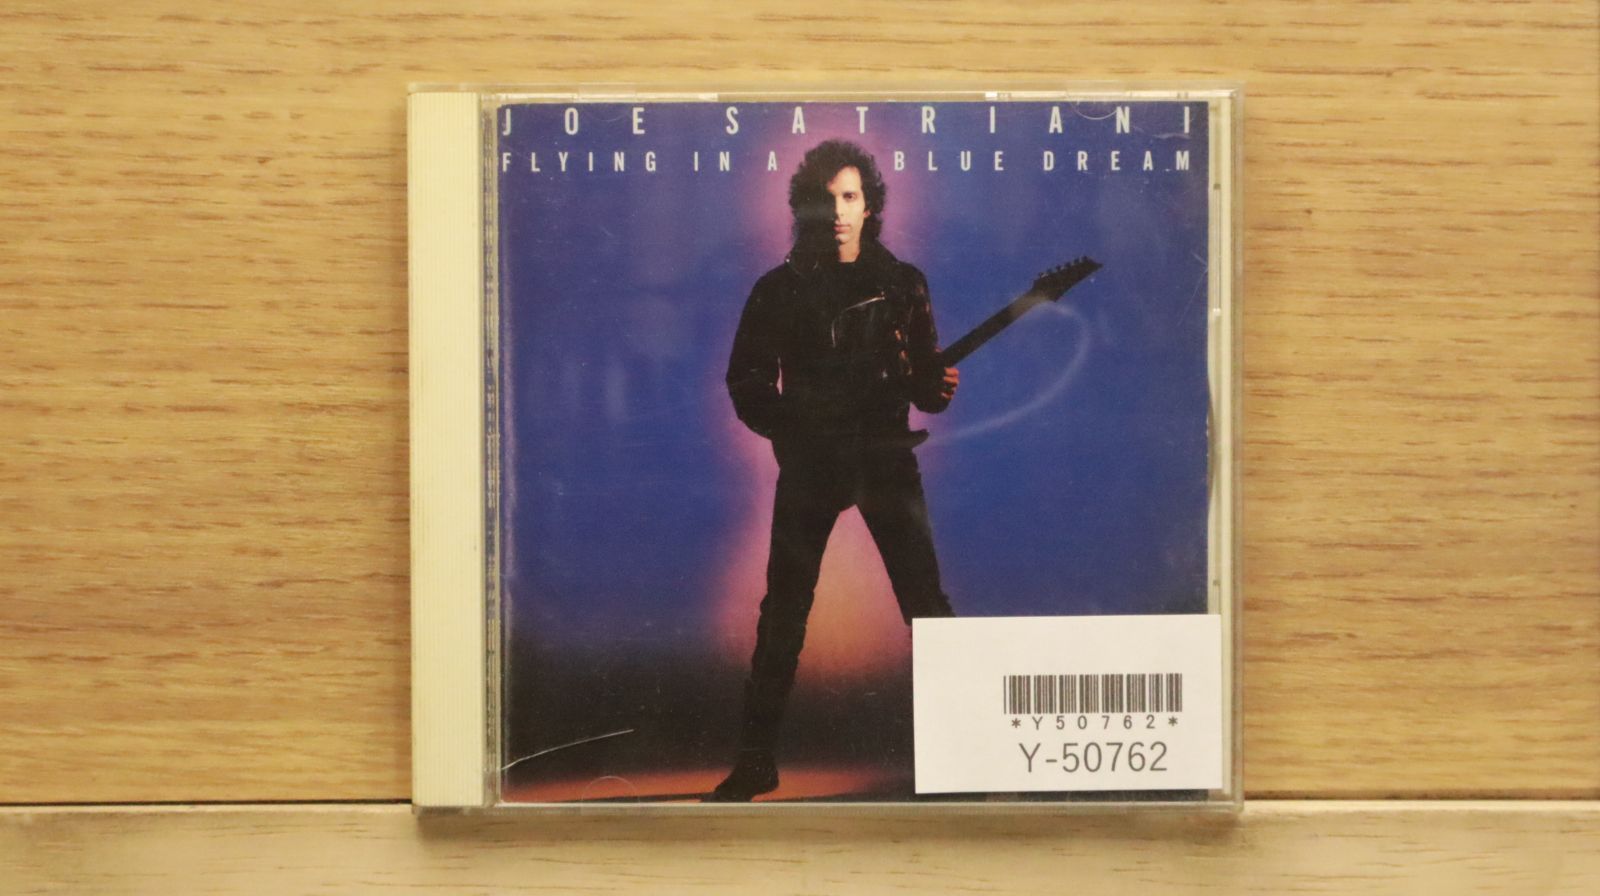 JOE SATRIANI
FLYING IN A BLUE DREAM
*Y50762*
Y-50762